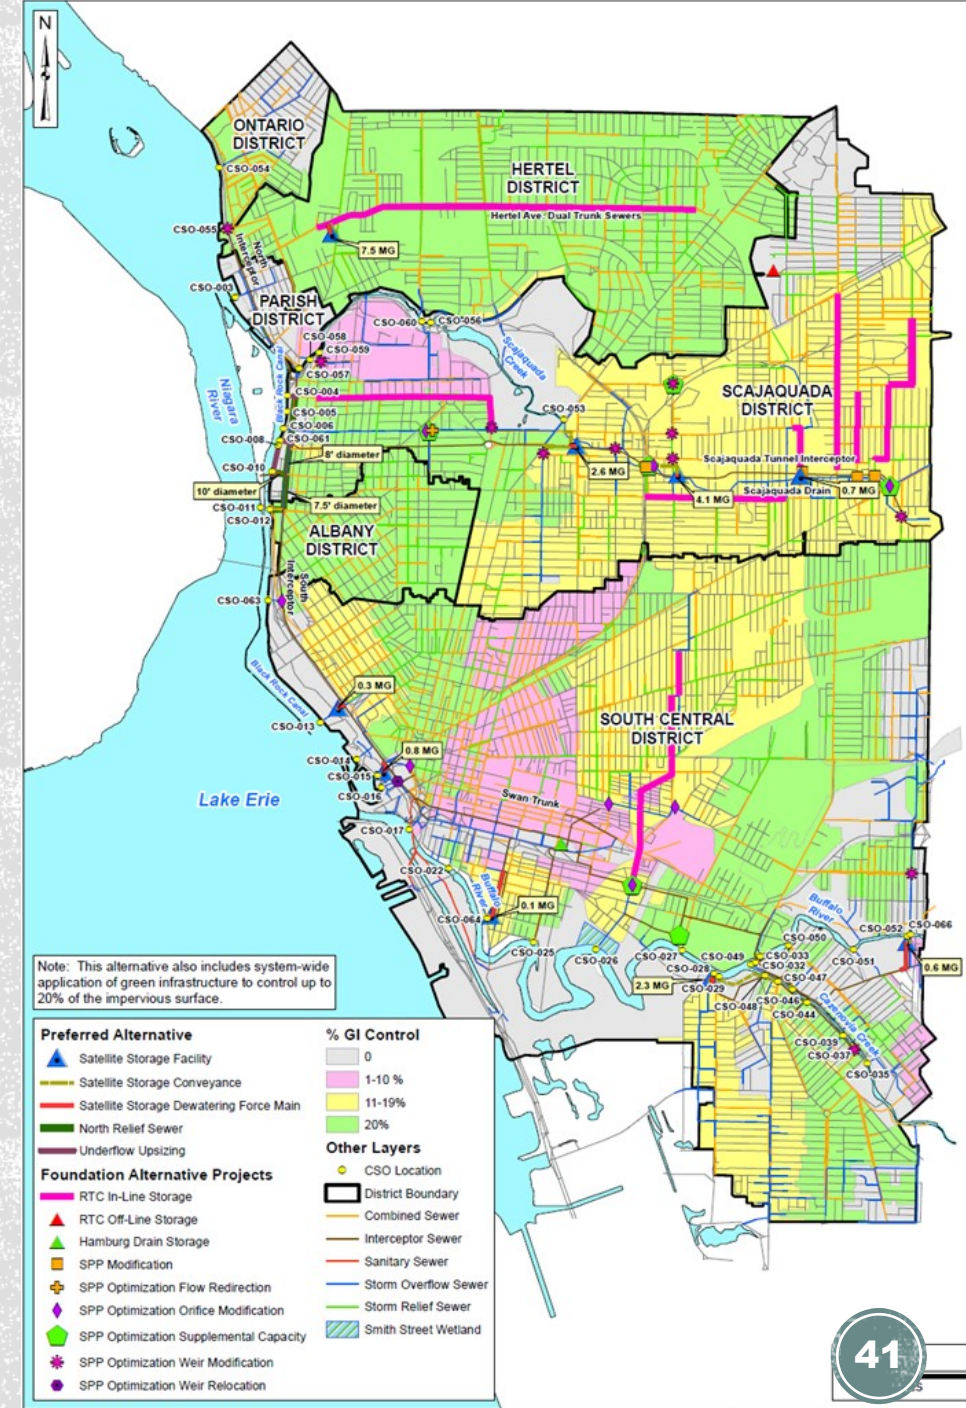 N
ONTARIO
DISTRICT
CSO-054
HERTEL
DISTRICT
Hertel Ave. Dual Trunk Sewers
CSO-055
North
Interceptor
7.5 MG
CSO-003
PARISH
DISTRICT
CSO-060
CSO-056
CSO-058
CSO-059
CSO-057
Scajaquada
Creek
Black Rock Canal
Niagara
River
CSO-004
CSO-005
CSO-006
CSO-008
CSO-061
CSO-053
SCAJAQUADA
DISTRICT
8' diameter
CSO-010
2.6 MG
Scajaquada Tunnel Interceptor
10' diameter
Scajaquada Drain
0.7 MG
4.1 MG
7.5' diameter
CSO-011
CSO-012
ALBANY
DISTRICT
South
Interceptor
CSO-063
Black Rock Canal
0.3 MG
CSO-013
SOUTH CENTRAL
DISTRICT
0.8 MG
CSO-014
CSO-015
CSO-016
Lake Erie
Swan Trunk
CSO-017
CSO-022
Buffalo
River
0.1 MG
CSO-064
Buffalo
River
CSO-052
CSO-066
CSO-050
CSO-025
CSO-026
CSO-027
CSO-049
CSO-033
CSO-051
CSO-028
CSO-032
0.6 MG
2.3 MG
CSO-029
CSO-047
CSO-048
CSO-046
CSO-044
Cazenovia Creek
CSO-039
CSO-037
CSO-035
Note: This alternative also includes system-wide
application of green infrastructure to control up to
20% of the impervious surface.
Preferred Alternative
Satellite Storage Facility
Satellite Storage Conveyance
Satellite Storage Dewatering Force Main
North Relief Sewer
Underflow Upsizing
Foundation Alternative Projects
RTC In-Line Storage
RTC Off-Line Storage
Hamburg Drain Storage
SPP Modification
SPP Optimization Flow Redirection
SPP Optimization Orifice Modification
SPP Optimization Supplemental Capacity
SPP Optimization Weir Modification
SPP Optimization Weir Relocation
% GI Control
0
1-10 %
11-19%
20%
Other Layers
CSO Location
District Boundary
Combined Sewer
Interceptor Sewer
Sanitary Sewer
Storm Overflow Sewer
Storm Relief Sewer
Smith Street Wetland
41